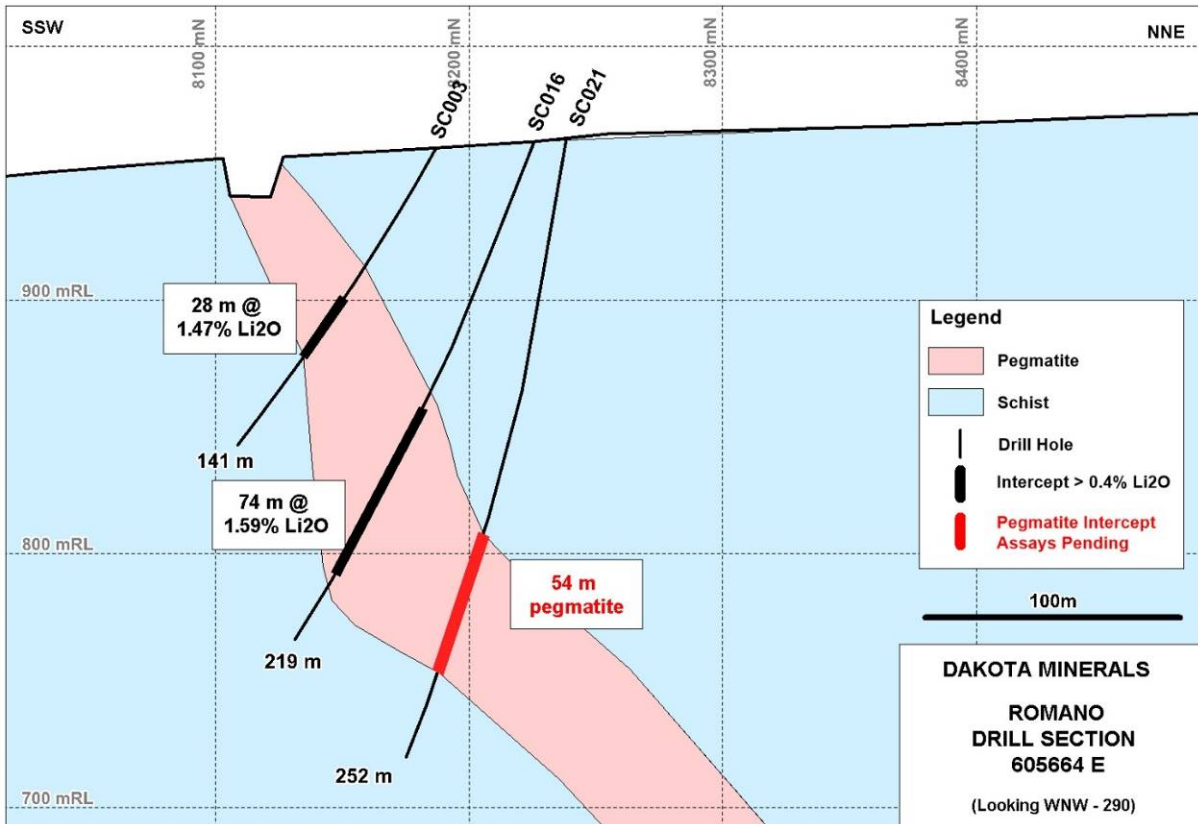 SSW
NNE
8100 mN
8200 mN
8300 mN
8400 mN
SC003
SC016
SC021
900 mRL
28 m @
1.47% Li2O
141 m
74 m @
1.59% Li2O
800 mRL
54 m
pegmatite
219 m
252 m
700 mRL
Legend
Pegmatite
Schist
Drill Hole
Intercept > 0.4% Li2O
Pegmatite Intercept
Assays Pending
100m
DAKOTA MINERALS
ROMANO
DRILL SECTION
605664 E
(Looking WNW - 290)